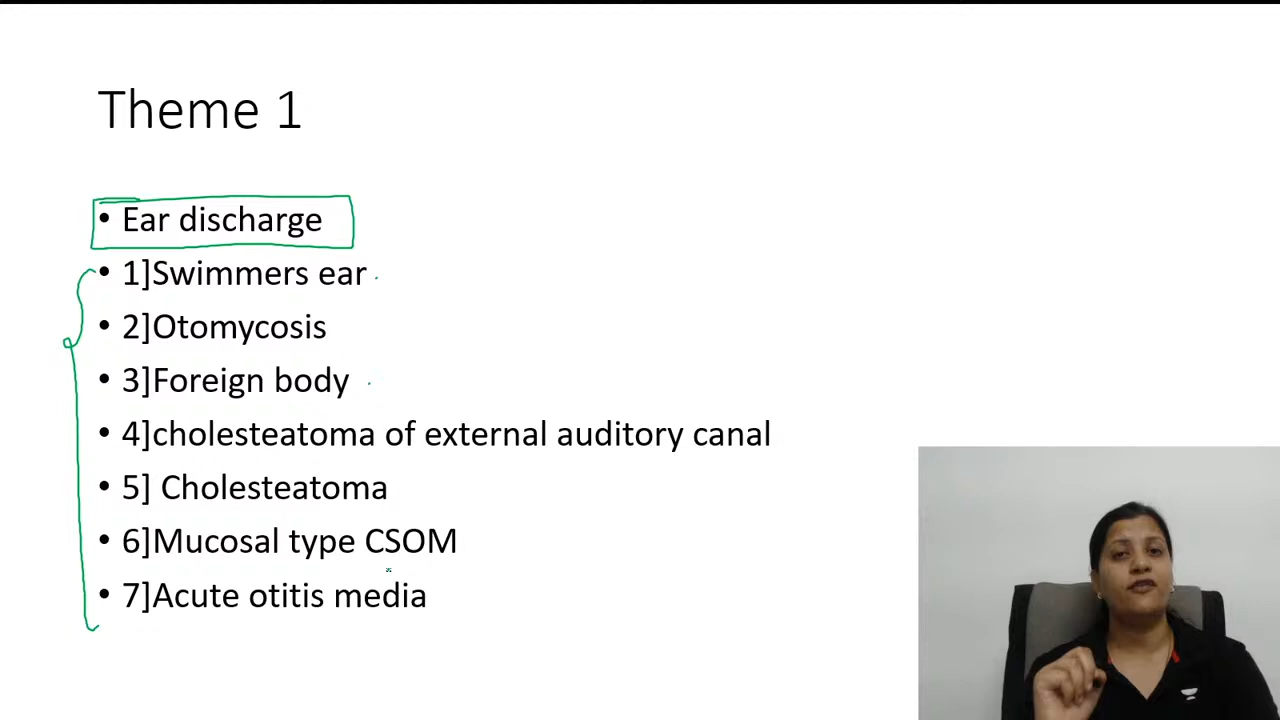 Theme 1
• Ear discharge
• 1]Swimmers ear
• 2]Otomycosis
• 3]Foreign body
• 4]cholesteatoma of external auditory canal
• 5] Cholesteatoma
• 6]Mucosal type CSOM
• 7]Acute otitis media